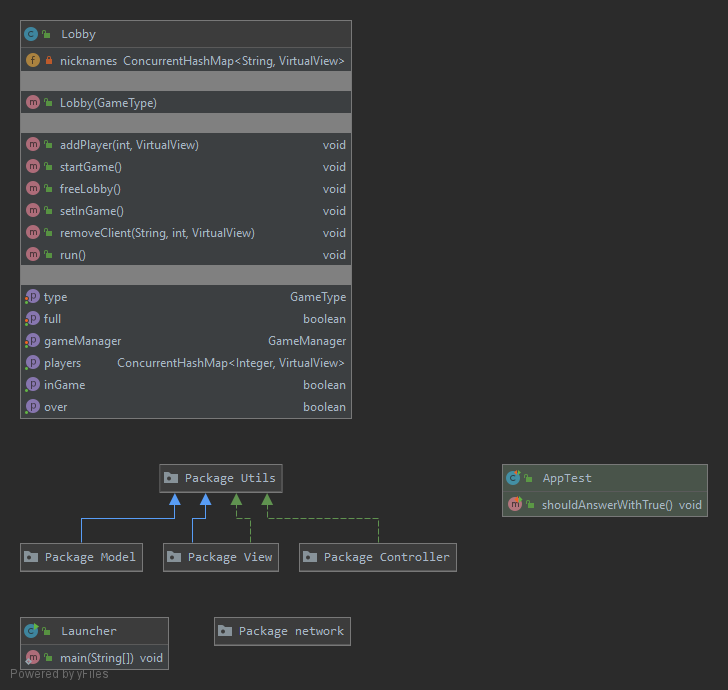 Lobby
nicknames ConcurrentHashMap<String, VirtualView>
Lobby(GameType)
addPlayer(int, VirtualView) void
startGame() void
freeLobby() void
setInGame() void
removeClient(String, int, VirtualView) void
run() void
type GameType
full boolean
gameManager GameManager
players ConcurrentHashMap<Integer, VirtualView>
inGame boolean
over boolean
Package Utils
AppTest
shouldAnswerWithTrue() void
Package Model
Package View
Package Controller
Launcher
main(String[]) void
Package network
Powered by yFiles